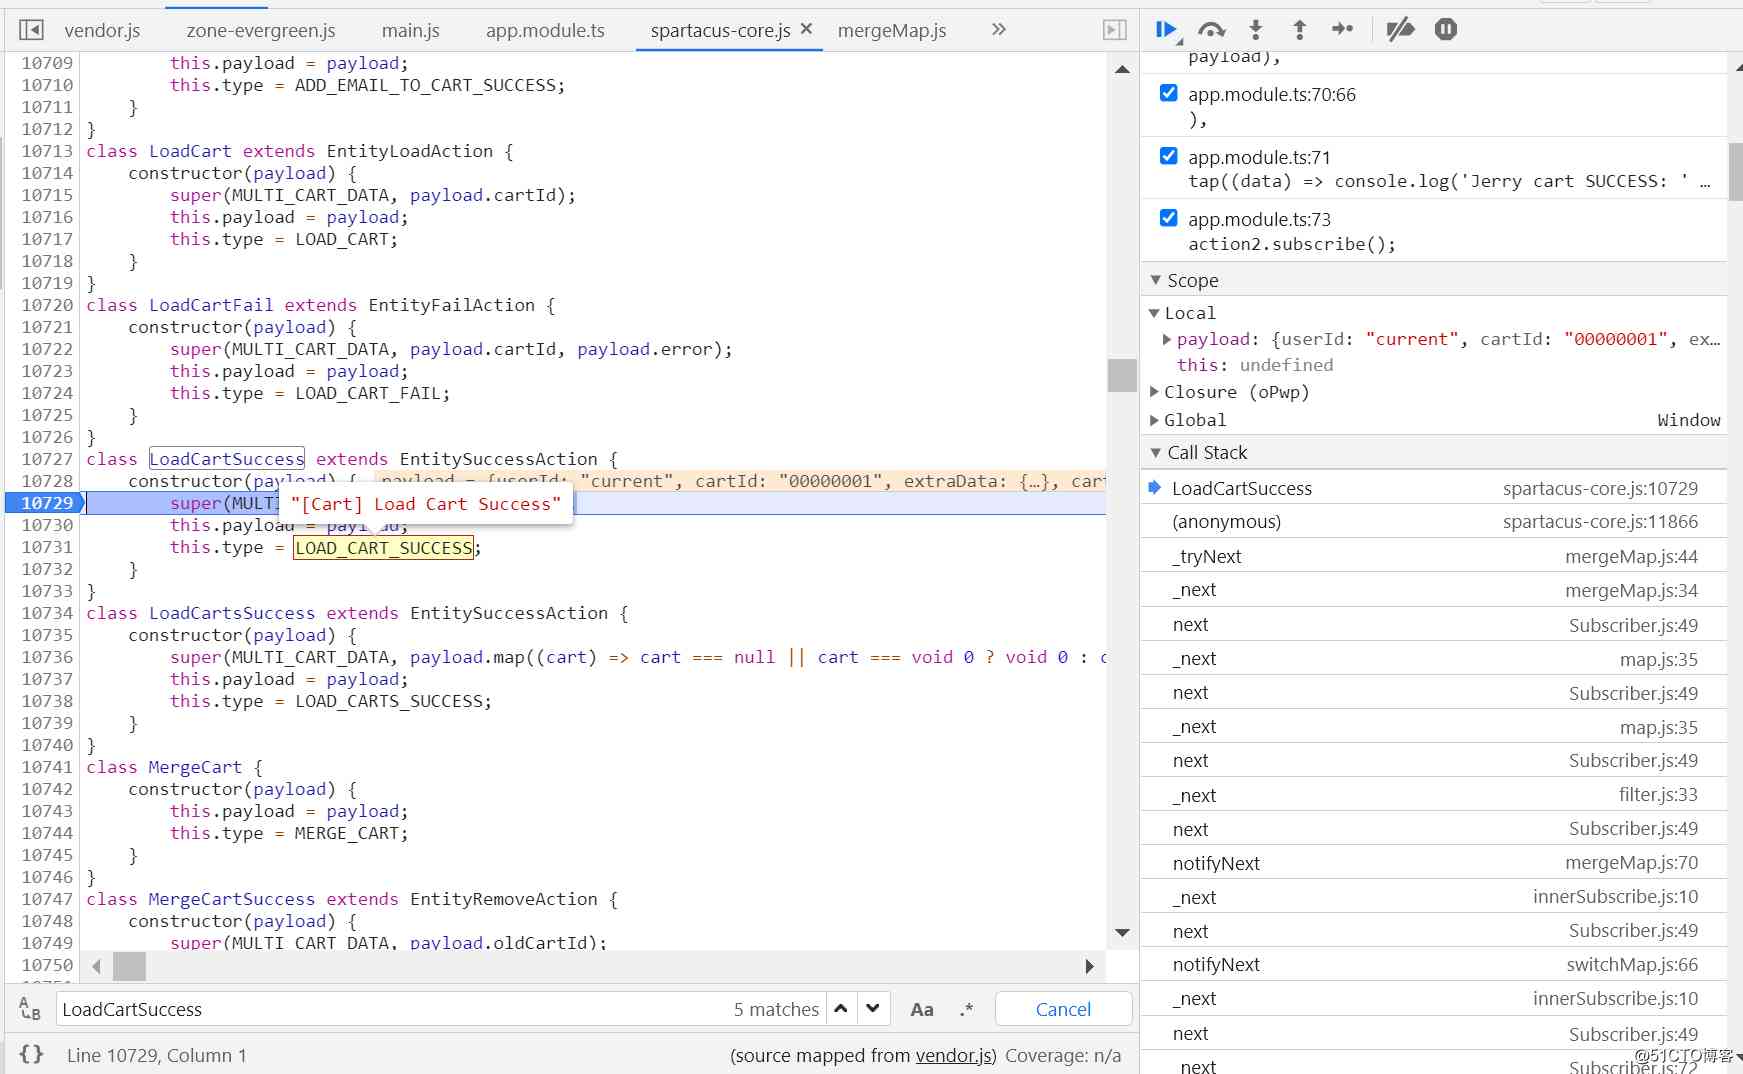 vendor.js zone-evergreen.js main.js app.module.ts spartacus-core.js × mergeMap.js »
10709 this.payload = payload;
10710 this.type = ADD_EMAIL_TO_CART_SUCCESS;
10711 }
10712 }
10713 class LoadCart extends EntityLoadAction {
10714 constructor(payload) {
10715 super(MULTI_CART_DATA, payload.cartId);
10716 this.payload = payload;
10717 this.type = LOAD_CART;
10718 }
10719 }
10720 class LoadCartFail extends EntityFailAction {
10721 constructor(payload) {
10722 super(MULTI_CART_DATA, payload.cartId, payload.error);
10723 this.payload = payload;
10724 this.type = LOAD_CART_FAIL;
10725 }
10726 }
10727 class LoadCartSuccess extends EntitySuccessAction {
10728 constructor(payload) { payload = {userId: "current", cartId: "00000001", extraData: {…}, cart
10729 super(MULTI
"[Cart] Load Cart Success"
10730 this.payload = payload;
10731 this.type = LOAD_CART_SUCCESS;
10732 }
10733 }
10734 class LoadCartsSuccess extends EntitySuccessAction {
10735 constructor(payload) {
10736 super(MULTI_CART_DATA, payload.map((cart) => cart === null || cart === void 0 ? void 0 : c
10737 this.payload = payload;
10738 this.type = LOAD_CARTS_SUCCESS;
10739 }
10740 }
10741 class MergeCart {
10742 constructor(payload) {
10743 this.payload = payload;
10744 this.type = MERGE_CART;
10745 }
10746 }
10747 class MergeCartSuccess extends EntityRemoveAction {
10748 constructor(payload) {
10749 super(MULTI_CART_DATA, payload.oldCartId);
10750
LoadCartSuccess 5 matches Aa .* Cancel
{} Line 10729, Column 1 (source mapped from vendor.js) Coverage: n/a
payload),
app.module.ts:70:66
),
app.module.ts:71
tap((data) => console.log('Jerry cart SUCCESS: ' …
app.module.ts:73
action2.subscribe();
Scope
Local
payload: {userId: "current", cartId: "00000001", ex…
this: undefined
Closure (oPwp)
Global Window
Call Stack
LoadCartSuccess spartacus-core.js:10729
(anonymous) spartacus-core.js:11866
_tryNext mergeMap.js:44
_next mergeMap.js:34
next Subscriber.js:49
_next map.js:35
next Subscriber.js:49
_next map.js:35
next Subscriber.js:49
_next filter.js:33
next Subscriber.js:49
notifyNext mergeMap.js:70
_next innerSubscribe.js:10
next Subscriber.js:49
notifyNext switchMap.js:66
_next innerSubscribe.js:10
next Subscriber.js:49
_next Subscriber.js:72
@51CTO博客